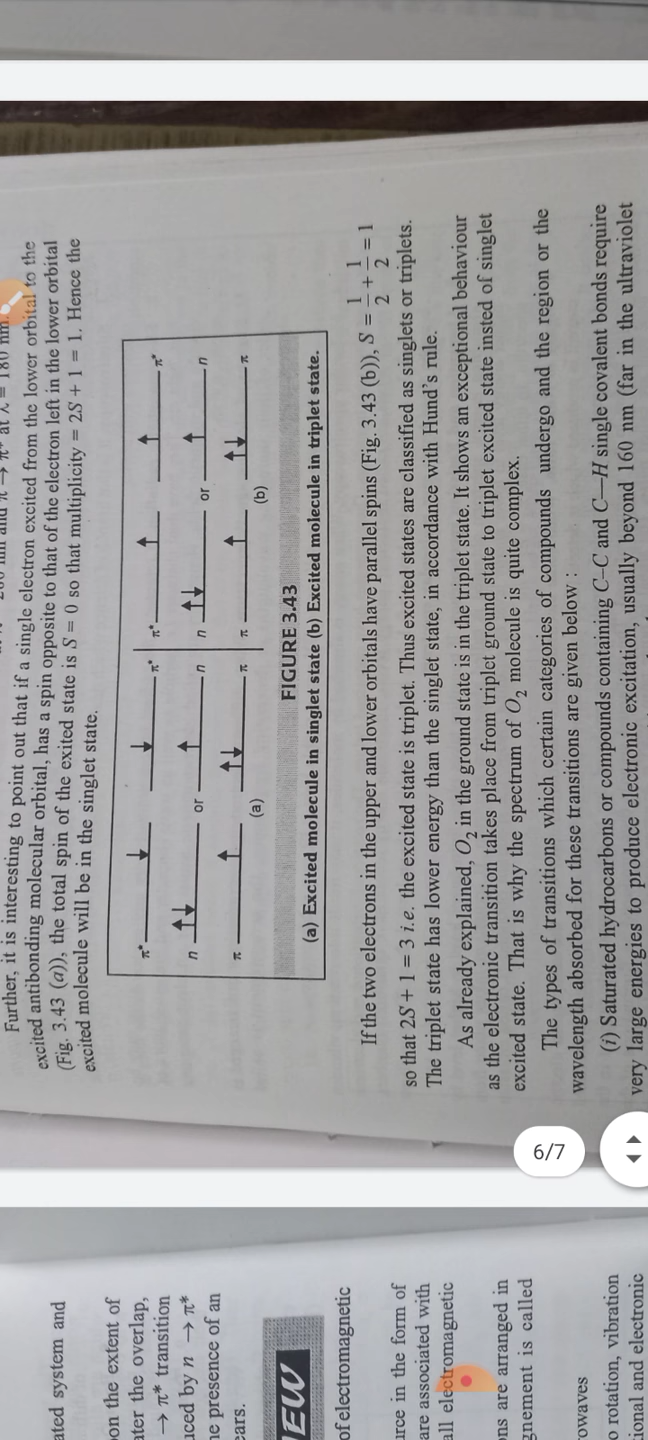 nm and π → π* at λ = 180 nm.
Further, it is interesting to point out that if a single electron excited from the lower orbital to the
excited antibonding molecular orbital, has a spin opposite to that of the electron left in the lower orbital
(Fig. 3.43 (a)), the total spin of the exited state is S = 0 so that multiplicity = 2S + 1 = 1. Hence the
excited molecule will be in the singlet state.
π* π* π* π*
n or n n or n
π π π π
(a) (b)
FIGURE 3.43
(a) Excited molecule in singlet state (b) Excited molecule in triplet state.
If the two electrons in the upper and lower orbitals have parallel spins (Fig. 3.43 (b)), S = 1/2 + 1/2 = 1
so that 2S + 1 = 3 i.e. the excited state is triplet. Thus excited states are classified as singlets or triplets.
The triplet state has lower energy than the singlet state, in accordance with Hund's rule.
As already explained, O₂ in the ground state is in the triplet state. It shows an exceptional behaviour
as the electronic transition takes place from triplet ground state to triplet excited state insted of singlet
excited state. That is why the spectrum of O₂ molecule is quite complex.
The types of transitions which certain categories of compounds undergo and the region or the
wavelength absorbed for these transitions are given below :
(i) Saturated hydrocarbons or compounds containing C–C and C—H single covalent bonds require
very large energies to produce electronic excitation, usually beyond 160 nm (far in the ultraviolet
6/7
ated system and
on the extent of
ater the overlap,
→ π* transition
uced by n → π*
he presence of an
ears.
EW
of electromagnetic
urce in the form of
are associated with
all electromagnetic
ns are arranged in
gnement is called
rowaves
o rotation, vibration
ional and electronic